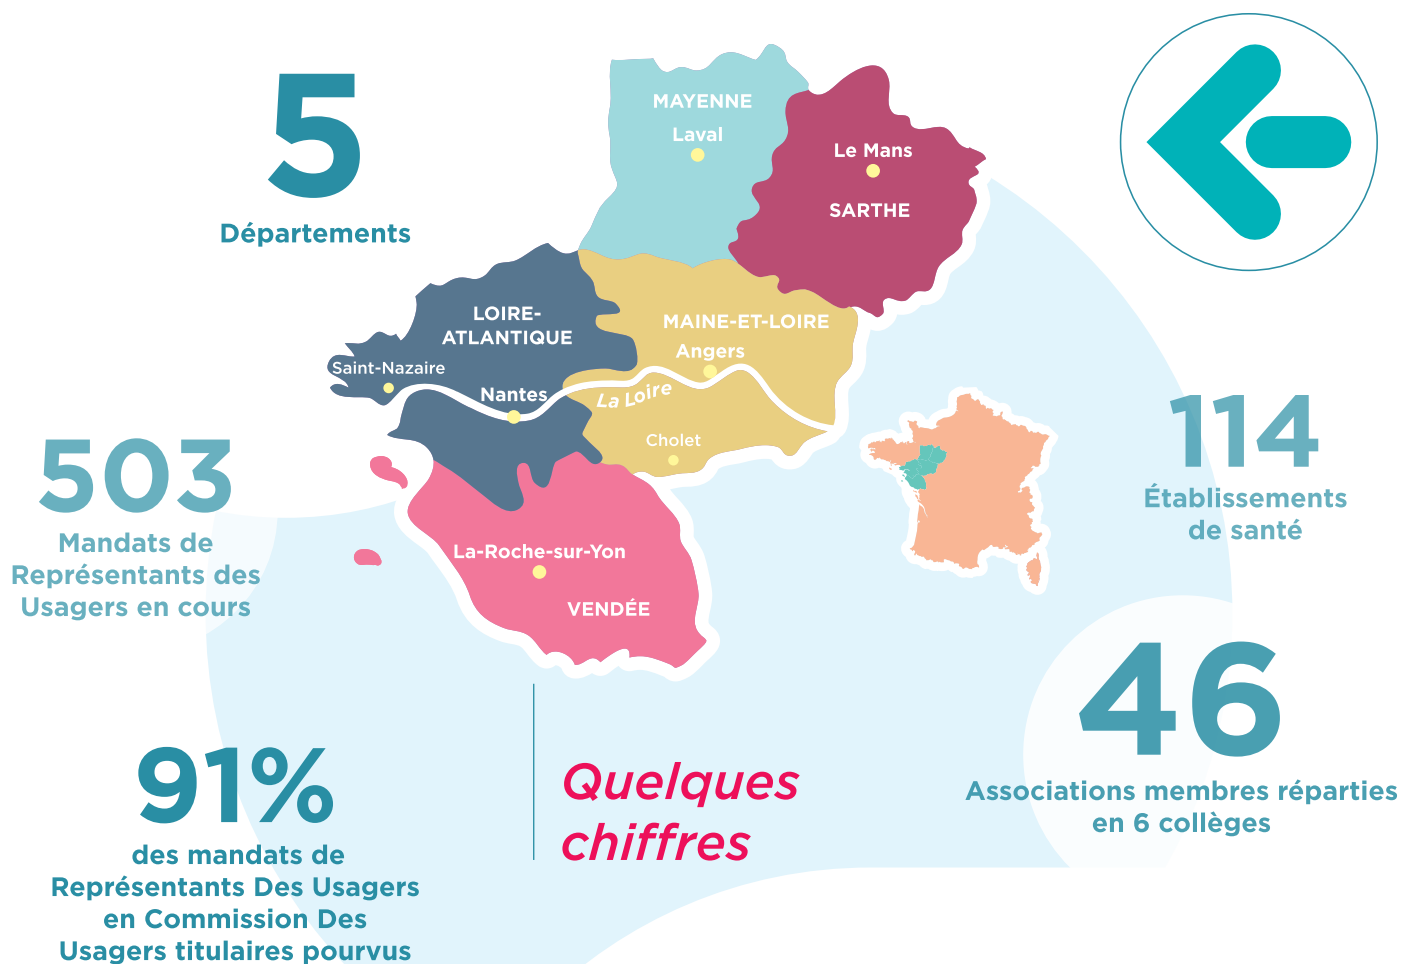 5
Départements
MAYENNE
Laval
Le Mans
SARTHE
LOIRE-
ATLANTIQUE
MAINE-ET-LOIRE
Angers
Saint-Nazaire
Nantes
La Loire
Cholet
La-Roche-sur-Yon
VENDÉE
503
Mandats de
Représentants des
Usagers en cours
114
Établissements
de santé
46
Associations membres réparties
en 6 collèges
91%
des mandats de
Représentants Des Usagers
en Commission Des
Usagers titulaires pourvus
Quelques
chiffres